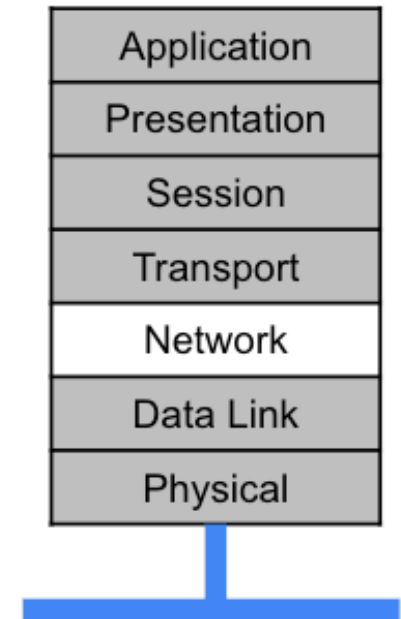 Application
Presentation
Session
Transport
Network
Data Link
Physical